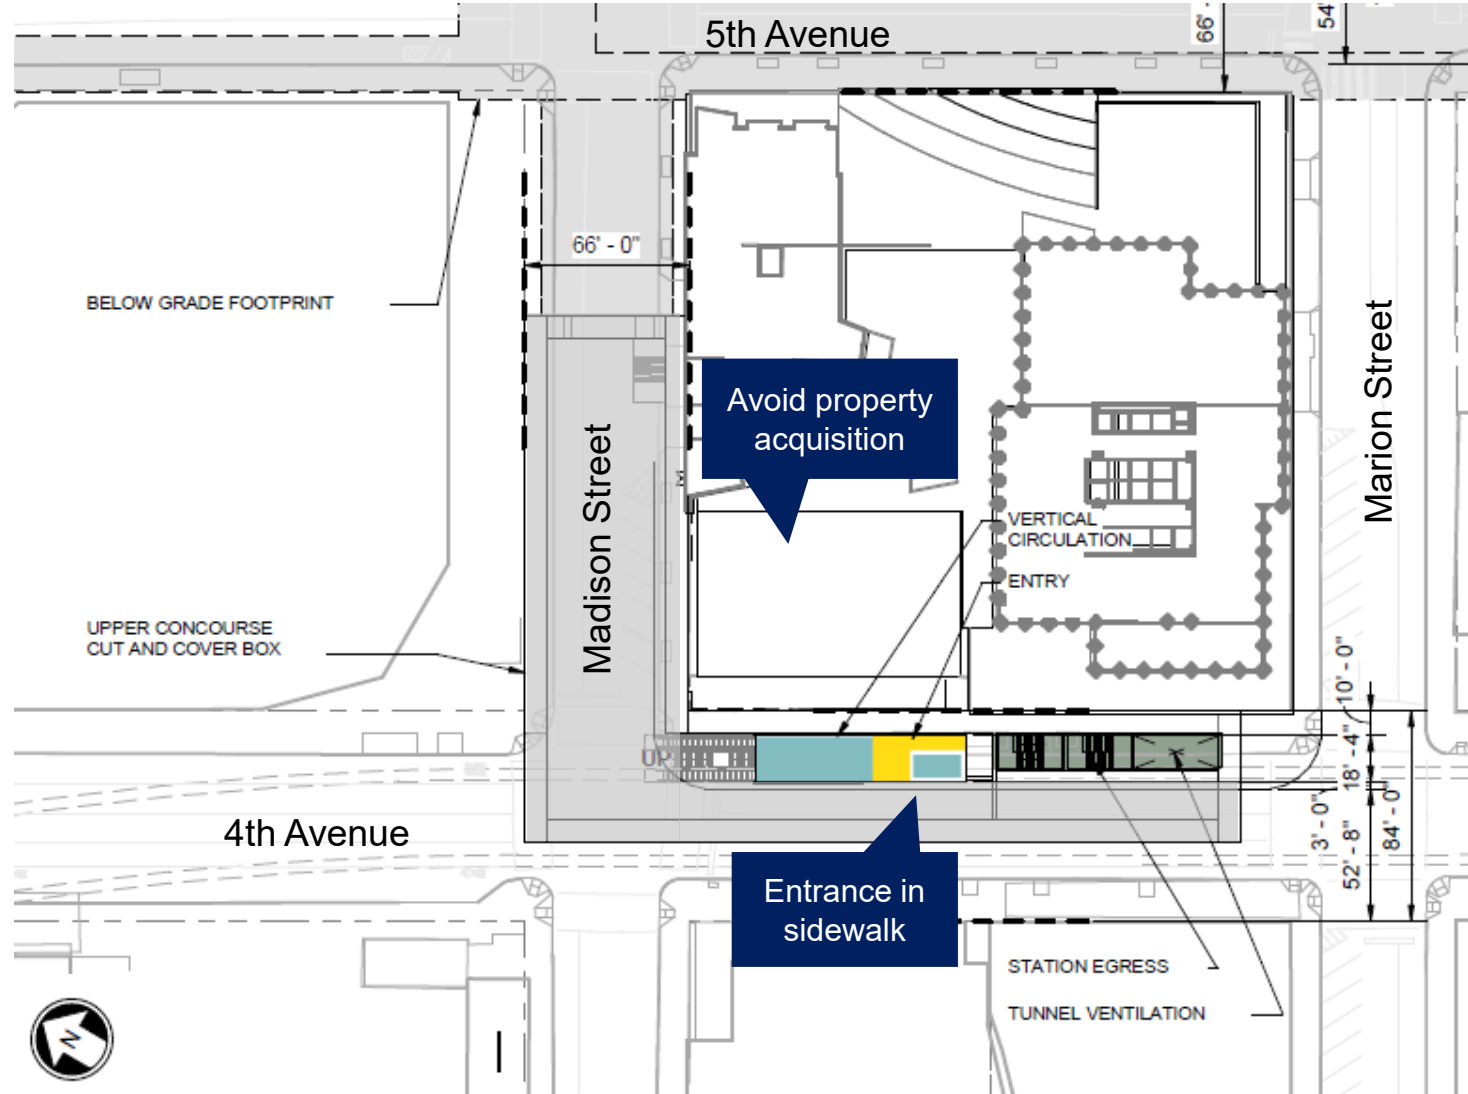 5th Avenue
66' -
54'
66' - 0"
BELOW GRADE FOOTPRINT
Avoid property
acquisition
Madison Street
Marion Street
VERTICAL
CIRCULATION
ENTRY
UPPER CONCOURSE
CUT AND COVER BOX
10' - 0"
18' - 4"
3' - 0"
52' - 8"
84' - 0"
UP
4th Avenue
Entrance in
sidewalk
STATION EGRESS
TUNNEL VENTILATION
N